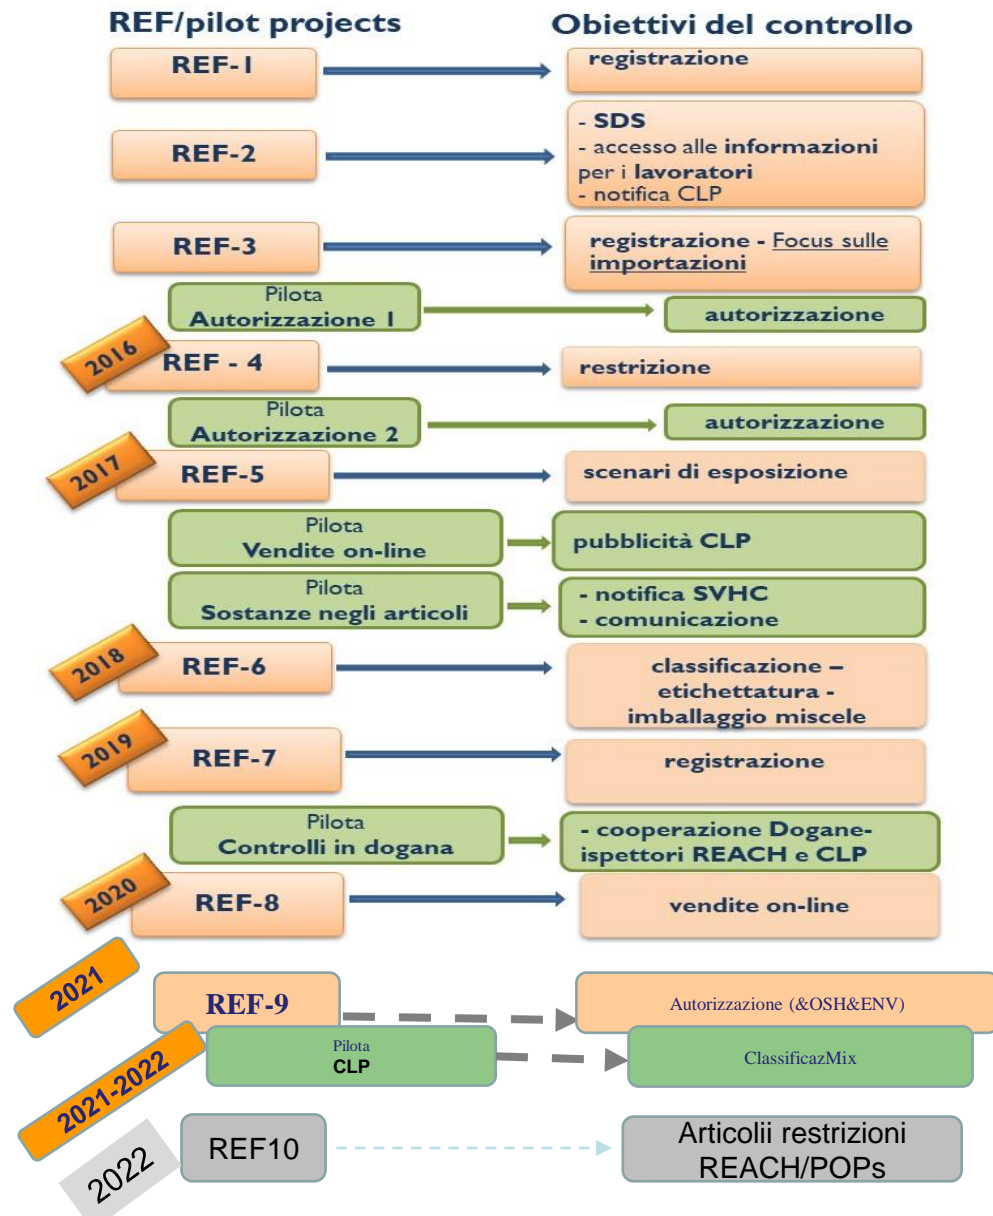 REF/pilot projects
Obiettivi del controllo
REF-1
registrazione
REF-2
- SDS
- accesso alle informazioni
per i lavoratori
- notifica CLP
REF-3
registrazione - Focus sulle
importazioni
Pilota
Autorizzazione 1
autorizzazione
2016
REF - 4
restrizione
Pilota
Autorizzazione 2
autorizzazione
2017
REF-5
scenari di esposizione
Pilota
Vendite on-line
pubblicità CLP
Pilota
Sostanze negli articoli
- notifica SVHC
- comunicazione
2018
REF-6
classificazione –
etichettatura -
imballaggio miscele
2019
REF-7
registrazione
Pilota
Controlli in dogana
- cooperazione Dogane-
ispettori REACH e CLP
2020
REF-8
vendite on-line
2021
REF-9
Autorizzazione (&OSH&ENV)
2021-2022
Pilota
CLP
ClassificazMix
2022
REF10
Articolii restrizioni
REACH/POPs